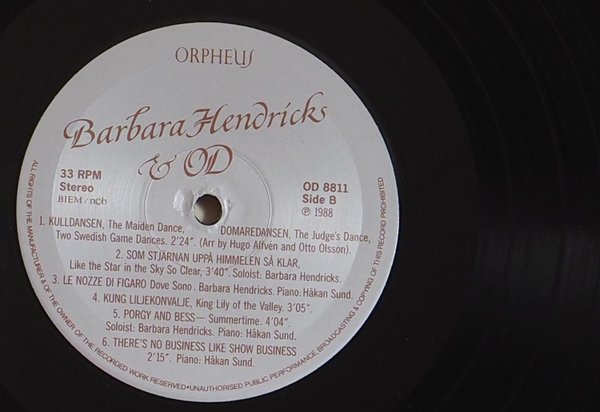 ORPHEUS
Barbara Hendricks
& OD
33 RPM
Stereo
BIEM/ncb
OD 8811
Side B
℗ 1988
1. KULLDANSEN, The Maiden Dance, DOMAREDANSEN, The Judge's Dance,
Two Swedish Game Dances. 2'24". (Arr by Hugo Alfvén and Otto Olsson).
2. SOM STJÄRNAN UPPÅ HIMMELEN SÅ KLAR,
Like the Star in the Sky So Clear, 3'40". Soloist: Barbara Hendricks.
3. LE NOZZE DI FIGARO Dove Sono. Barbara Hendricks. Piano: Håkan Sund.
4. KUNG LILJEKONVALJE, King Lily of the Valley. 3'05".
5. PORGY AND BESS— Summertime. 4'04".
Soloist: Barbara Hendricks. Piano: Håkan Sund.
6. THERE'S NO BUSINESS LIKE SHOW BUSINESS
2'15". Piano: Håkan Sund.
ALL RIGHTS OF THE MANUFACTURER & OF THE OWNER OF THE RECORDED WORK RESERVED•UNAUTHORISED PUBLIC PERFORMANCE, BROADCASTING & COPYING OF THIS RECORD PROHIBITED